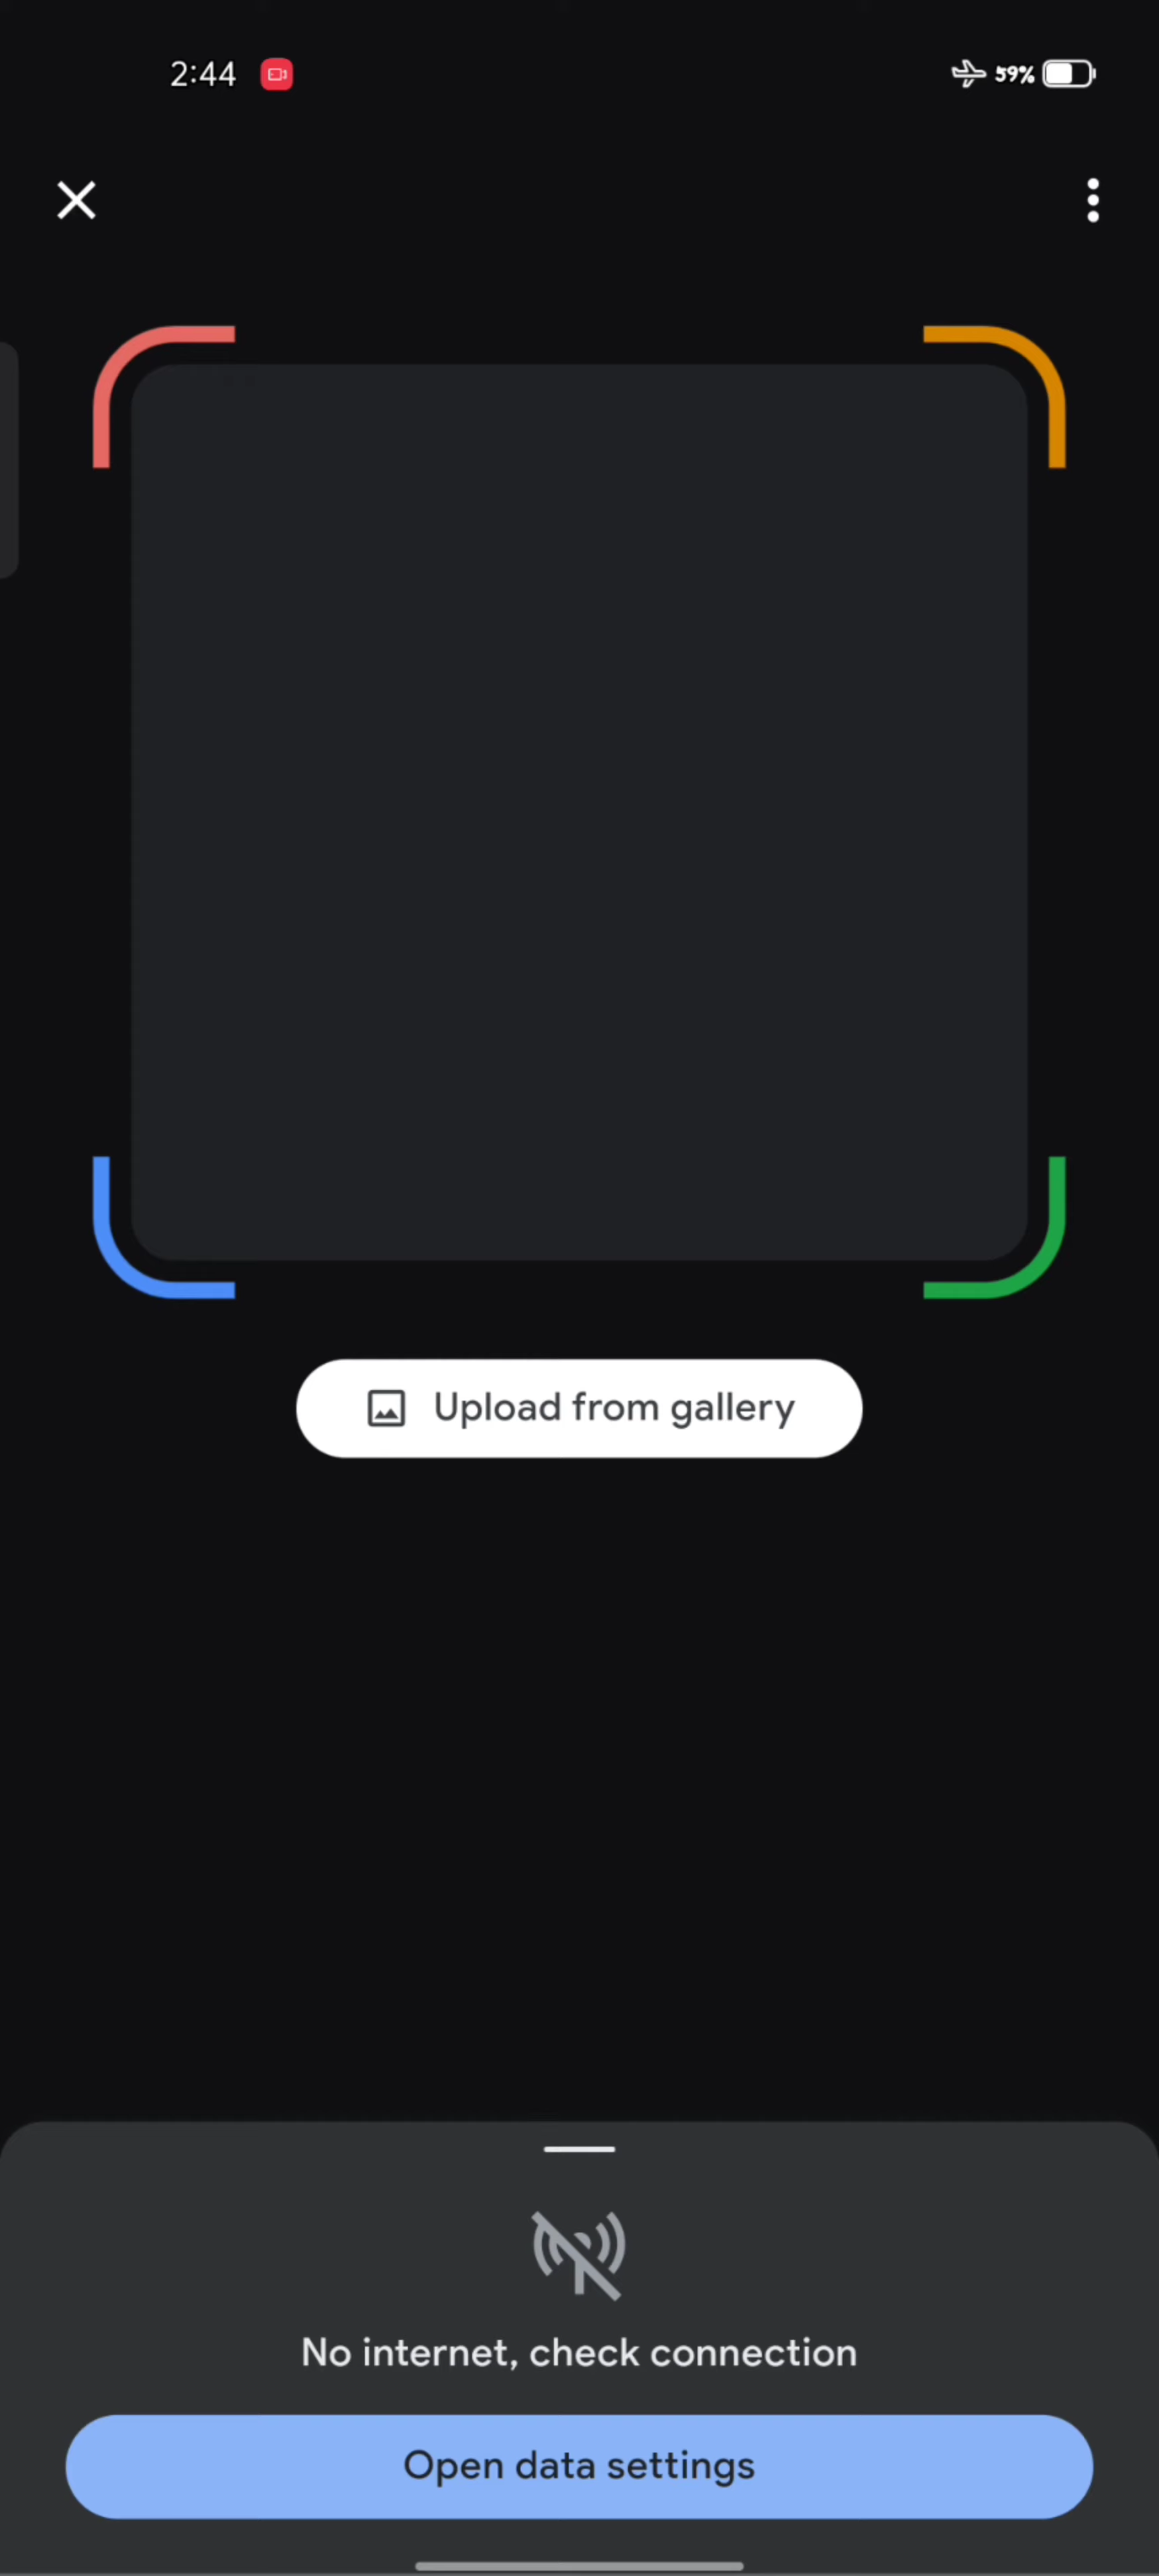 2:44
59%
Upload from gallery
No internet, check connection
Open data settings